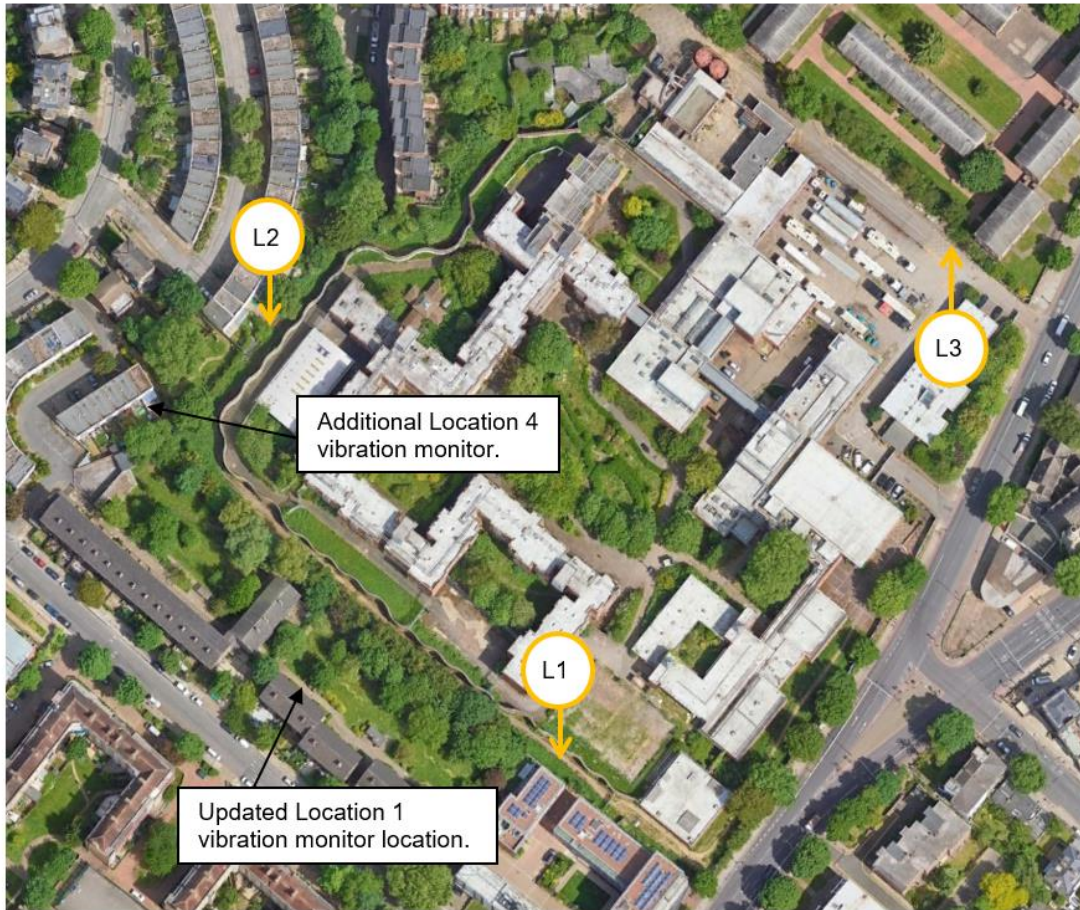 L2
L3
Additional Location 4
vibration monitor.
L1
Updated Location 1
vibration monitor location.